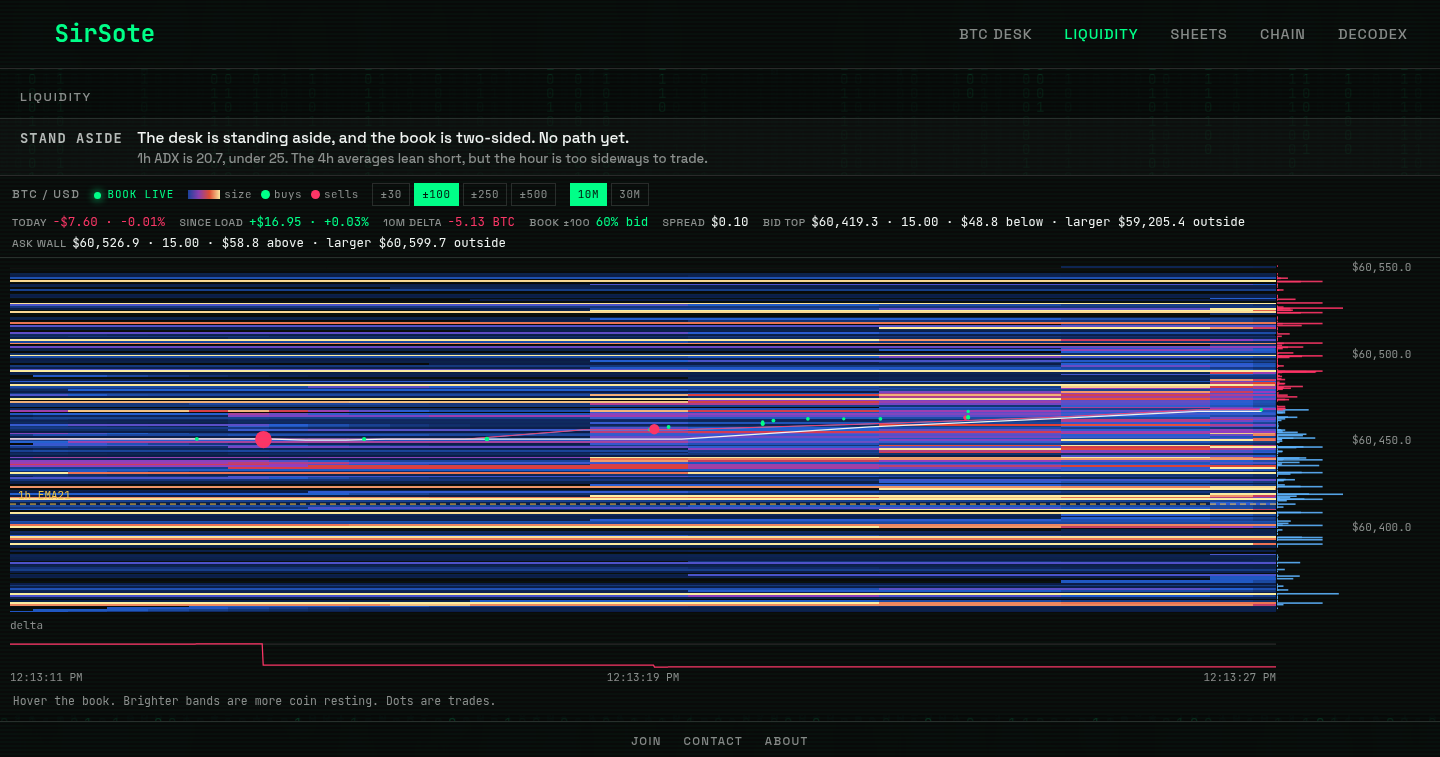 SirSote
BTC DESK LIQUIDITY SHEETS CHAIN DECODEX
LIQUIDITY
STAND ASIDE The desk is standing aside, and the book is two-sided. No path yet.
1h ADX is 20.7, under 25. The 4h averages lean short, but the hour is too sideways to trade.
BTC / USD BOOK LIVE size buys sells ±30 ±100 ±250 ±500 10M 30M
TODAY -$7.60 · -0.01% SINCE LOAD +$16.95 · +0.03% 10M DELTA -5.13 BTC BOOK ±100 60% bid SPREAD $0.10 BID TOP $60,419.3 · 15.00 · $48.8 below · larger $59,205.4 outside
ASK WALL $60,526.9 · 15.00 · $58.8 above · larger $60,599.7 outside
$60,550.0
$60,500.0
$60,450.0
1h EMA21
$60,400.0
delta
12:13:11 PM 12:13:19 PM 12:13:27 PM
Hover the book. Brighter bands are more coin resting. Dots are trades.
JOIN CONTACT ABOUT